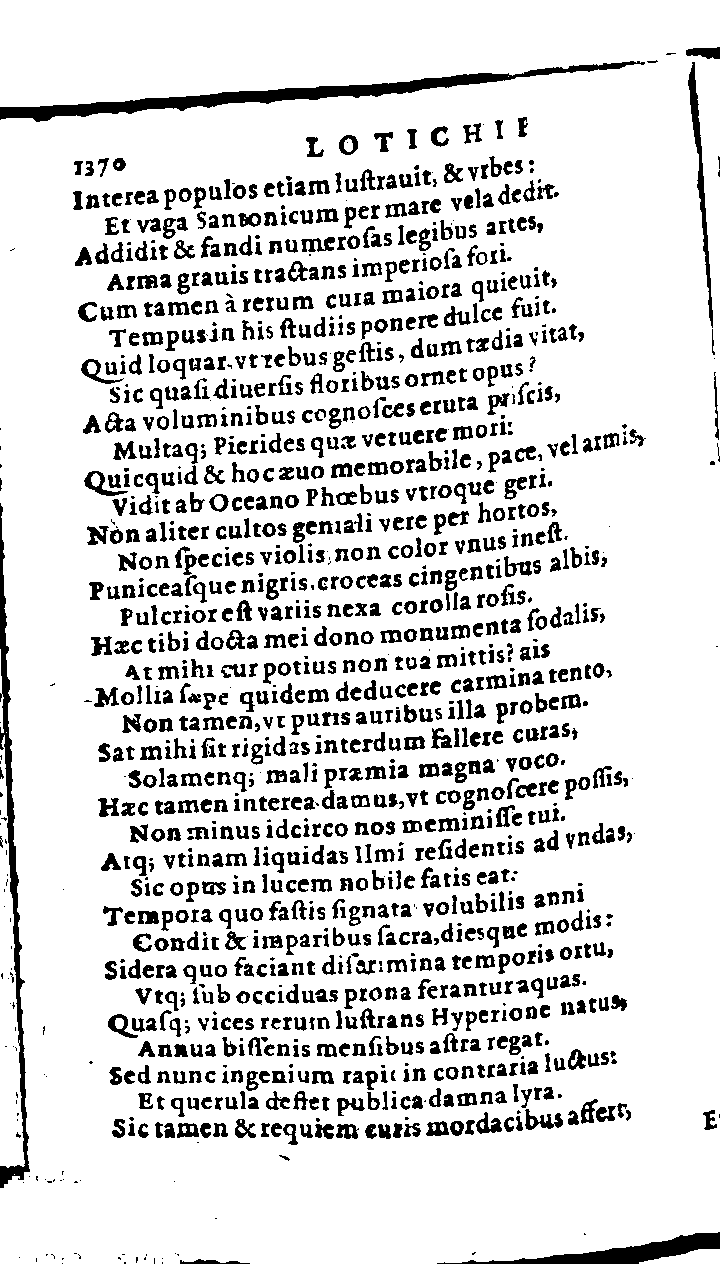 1370
LOTICHII
Interea populos etiam luſtrauit, & vrbes:
Et vaga Santonicum per mare vela dedit.
Addidit & fandi numeroſas legibus artes,
Arma grauis tractans imperioſa fori.
Cum tamen à rerum cura maiora quieuit,
Tempus in his ſtudiis ponere dulce fuit.
Quid loquar, vt rebus geſtis, dum tædia vitat,
Sic quaſi diuerſis floribus ornet opus?
Acta voluminibus cognoſces eruta priſcis,
Multaq; Pierides quæ vetuere mori:
Quicquid & hoc æuo memorabile, pace, vel armis,
Vidit ab Oceano Phœbus vtroque geri.
Non aliter cultos geniali vere per hortos,
Non ſpecies violis, non color vnus ineſt.
Puniceaſque nigris, croceas cingentibus albis,
Pulcrior eſt variis nexa corolla roſis.
Hæc tibi docta mei dono monumenta ſodalis,
At mihi cur potius non tua mittis? ais
Mollia ſæpe quidem deducere carmina tento,
Non tamen, vt puris auribus illa probem.
Sat mihi ſit rigidas interdum fallere curas,
Solamenq; mali præmia magna voco.
Hæc tamen interea damus, vt cognoſcere poſſis,
Non minus idcirco nos meminiſſe tui.
Atq; vtinam liquidas Ilmi reſidentis ad vndas,
Sic opus in lucem nobile fatis eat:
Tempora quo faſtis ſignata volubilis anni
Condit & imparibus ſacra, diesque modis:
Sidera quo faciant diſcrimina temporis ortu,
Vtq; ſub occiduas prona ferantur aquas.
Quaſq; vices rerum luſtrans Hyperione natus,
Annua biſſenis menſibus aſtra regat.
Sed nunc ingenium rapit in contraria luctus:
Et querula deflet publica damna lyra.
Sic tamen & requiem curis mordacibus affert,